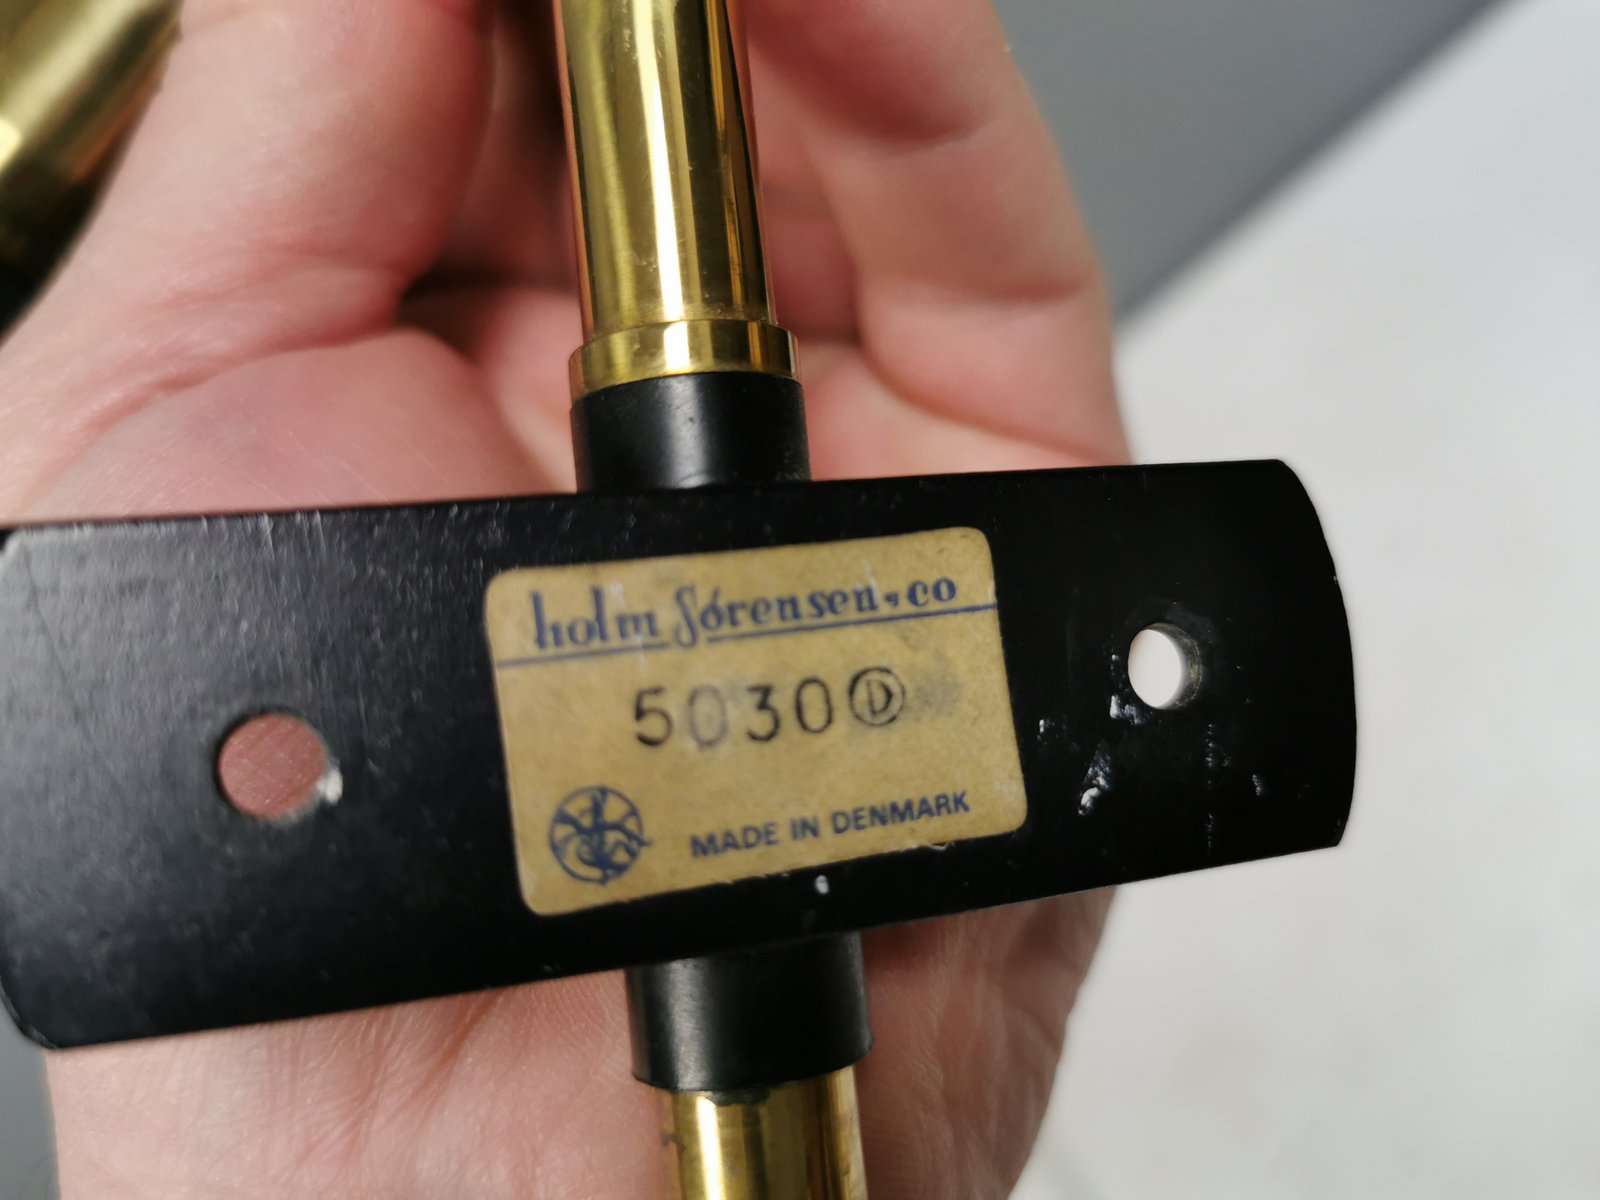 holm Sørensen, co
5030 Ⓓ
MADE IN DENMARK